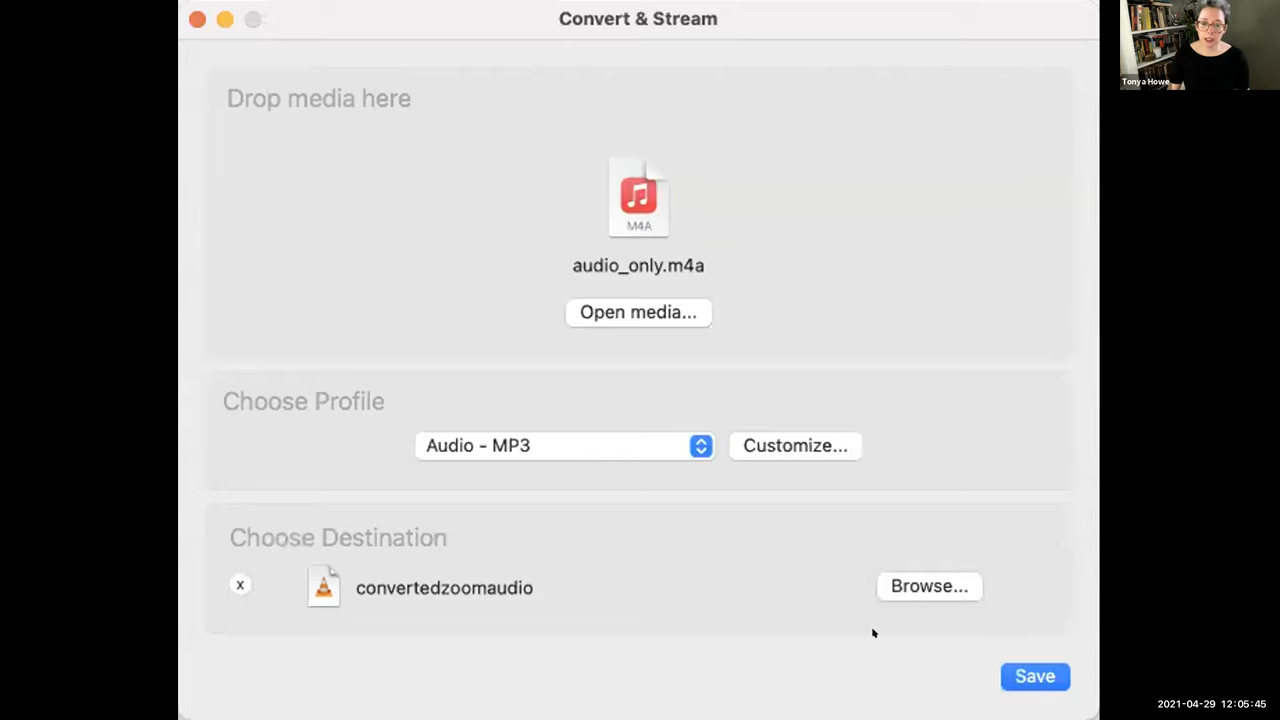 Convert & Stream
Tonya Howe
Drop media here
M4A
audio_only.m4a
Open media...
Choose Profile
Audio - MP3
Customize...
Choose Destination
x
convertedzoomaudio
Browse...
Save
2021-04-29 12:05:45